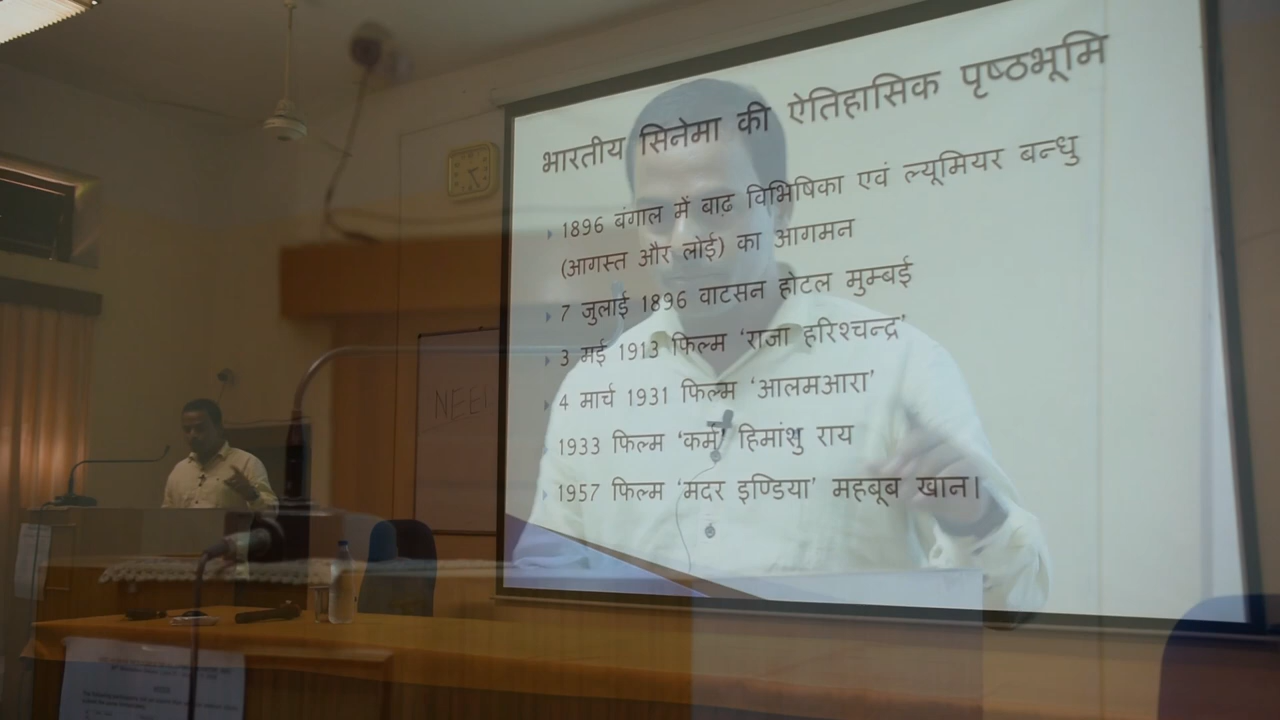 भारतीय सिनेमा की ऐतिहासिक पृष्ठभूमि
1896 बंगाल में बाढ़ विभिषिका एवं ल्यूमियर बन्धु
(आगस्त और लोई) का आगमन
7 जुलाई 1896 वाटसन होटल मुम्बई
3 मई 1913 फिल्म ‘राजा हरिश्चन्द्र’
4 मार्च 1931 फिल्म ‘आलमआरा’
1933 फिल्म ‘कर्म’ हिमांशु राय
1957 फिल्म ‘मदर इण्डिया’ महबूब खान।